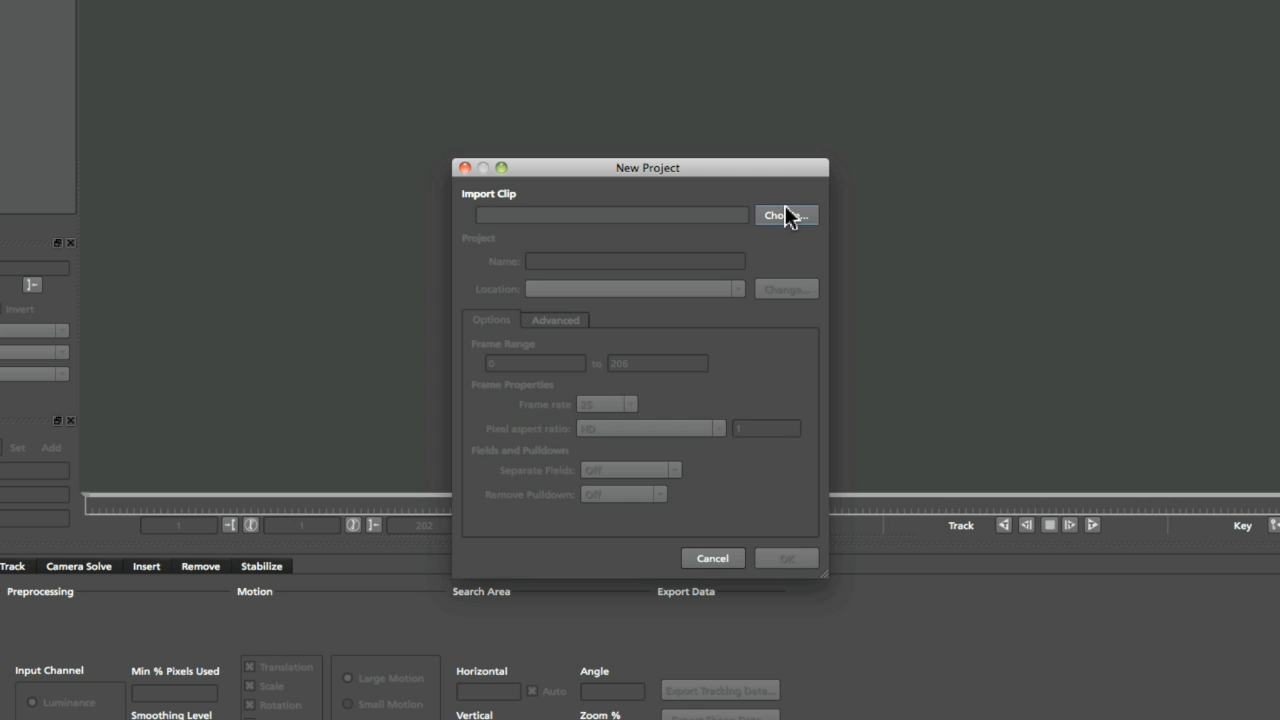 New Project
Import Clip
Project
Name:
Location:
Change...
Options Advanced
Frame Range
0 to 206
Frame Properties
Frame rate 25
Pixel aspect ratio: HD 1
Fields and Pulldown
Separate Fields: Off
Remove Pulldown: Off
Cancel OK
Invert
Set Add
1 1 202
Track Key
Track Camera Solve Insert Remove Stabilize
Preprocessing Motion Search Area Export Data
Input Channel Min % Pixels Used Translation Large Motion Horizontal Angle
Scale Auto Export Tracking Data...
Luminance Rotation Small Motion
Smoothing Level Vertical Zoom %